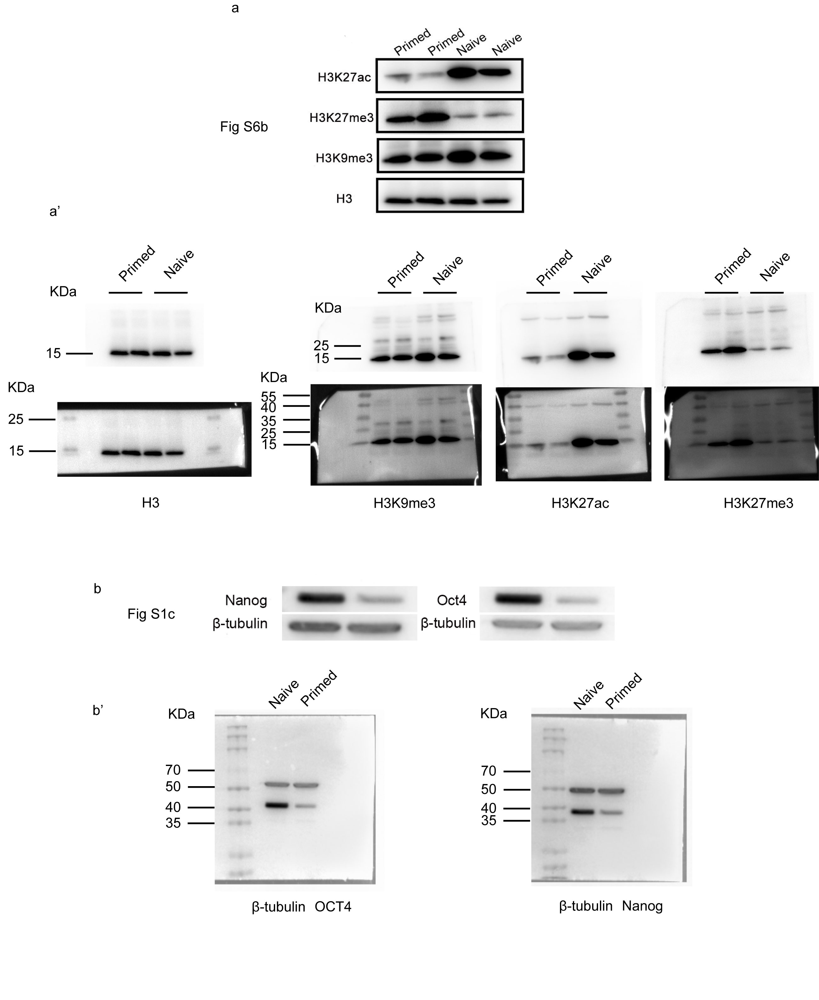 a
Primed Primed Naive Naive
H3K27ac
H3K27me3
Fig S6b
H3K9me3
H3
a’
Primed Naive
KDa
15
KDa
25
15
H3
Primed Naive
KDa
25
15
KDa
55
40
35
25
15
H3K9me3
Primed Naive
H3K27ac
Primed Naive
H3K27me3
b
Fig S1c
Nanog
β-tubulin
Oct4
β-tubulin
b’
Naive Primed
KDa
70
50
40
35
β-tubulin OCT4
Naive Primed
KDa
70
50
40
35
β-tubulin Nanog